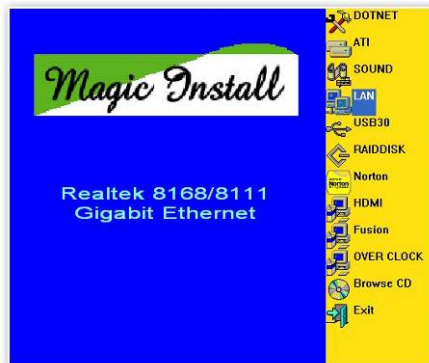 Magic Install
Realtek 8168/8111
Gigabit Ethernet
DOTNET
ATI
SOUND
LAN
USB30
RAIDDISK
Norton
Norton
HDMI
Fusion
OVER CLOCK
Browse CD
Exit